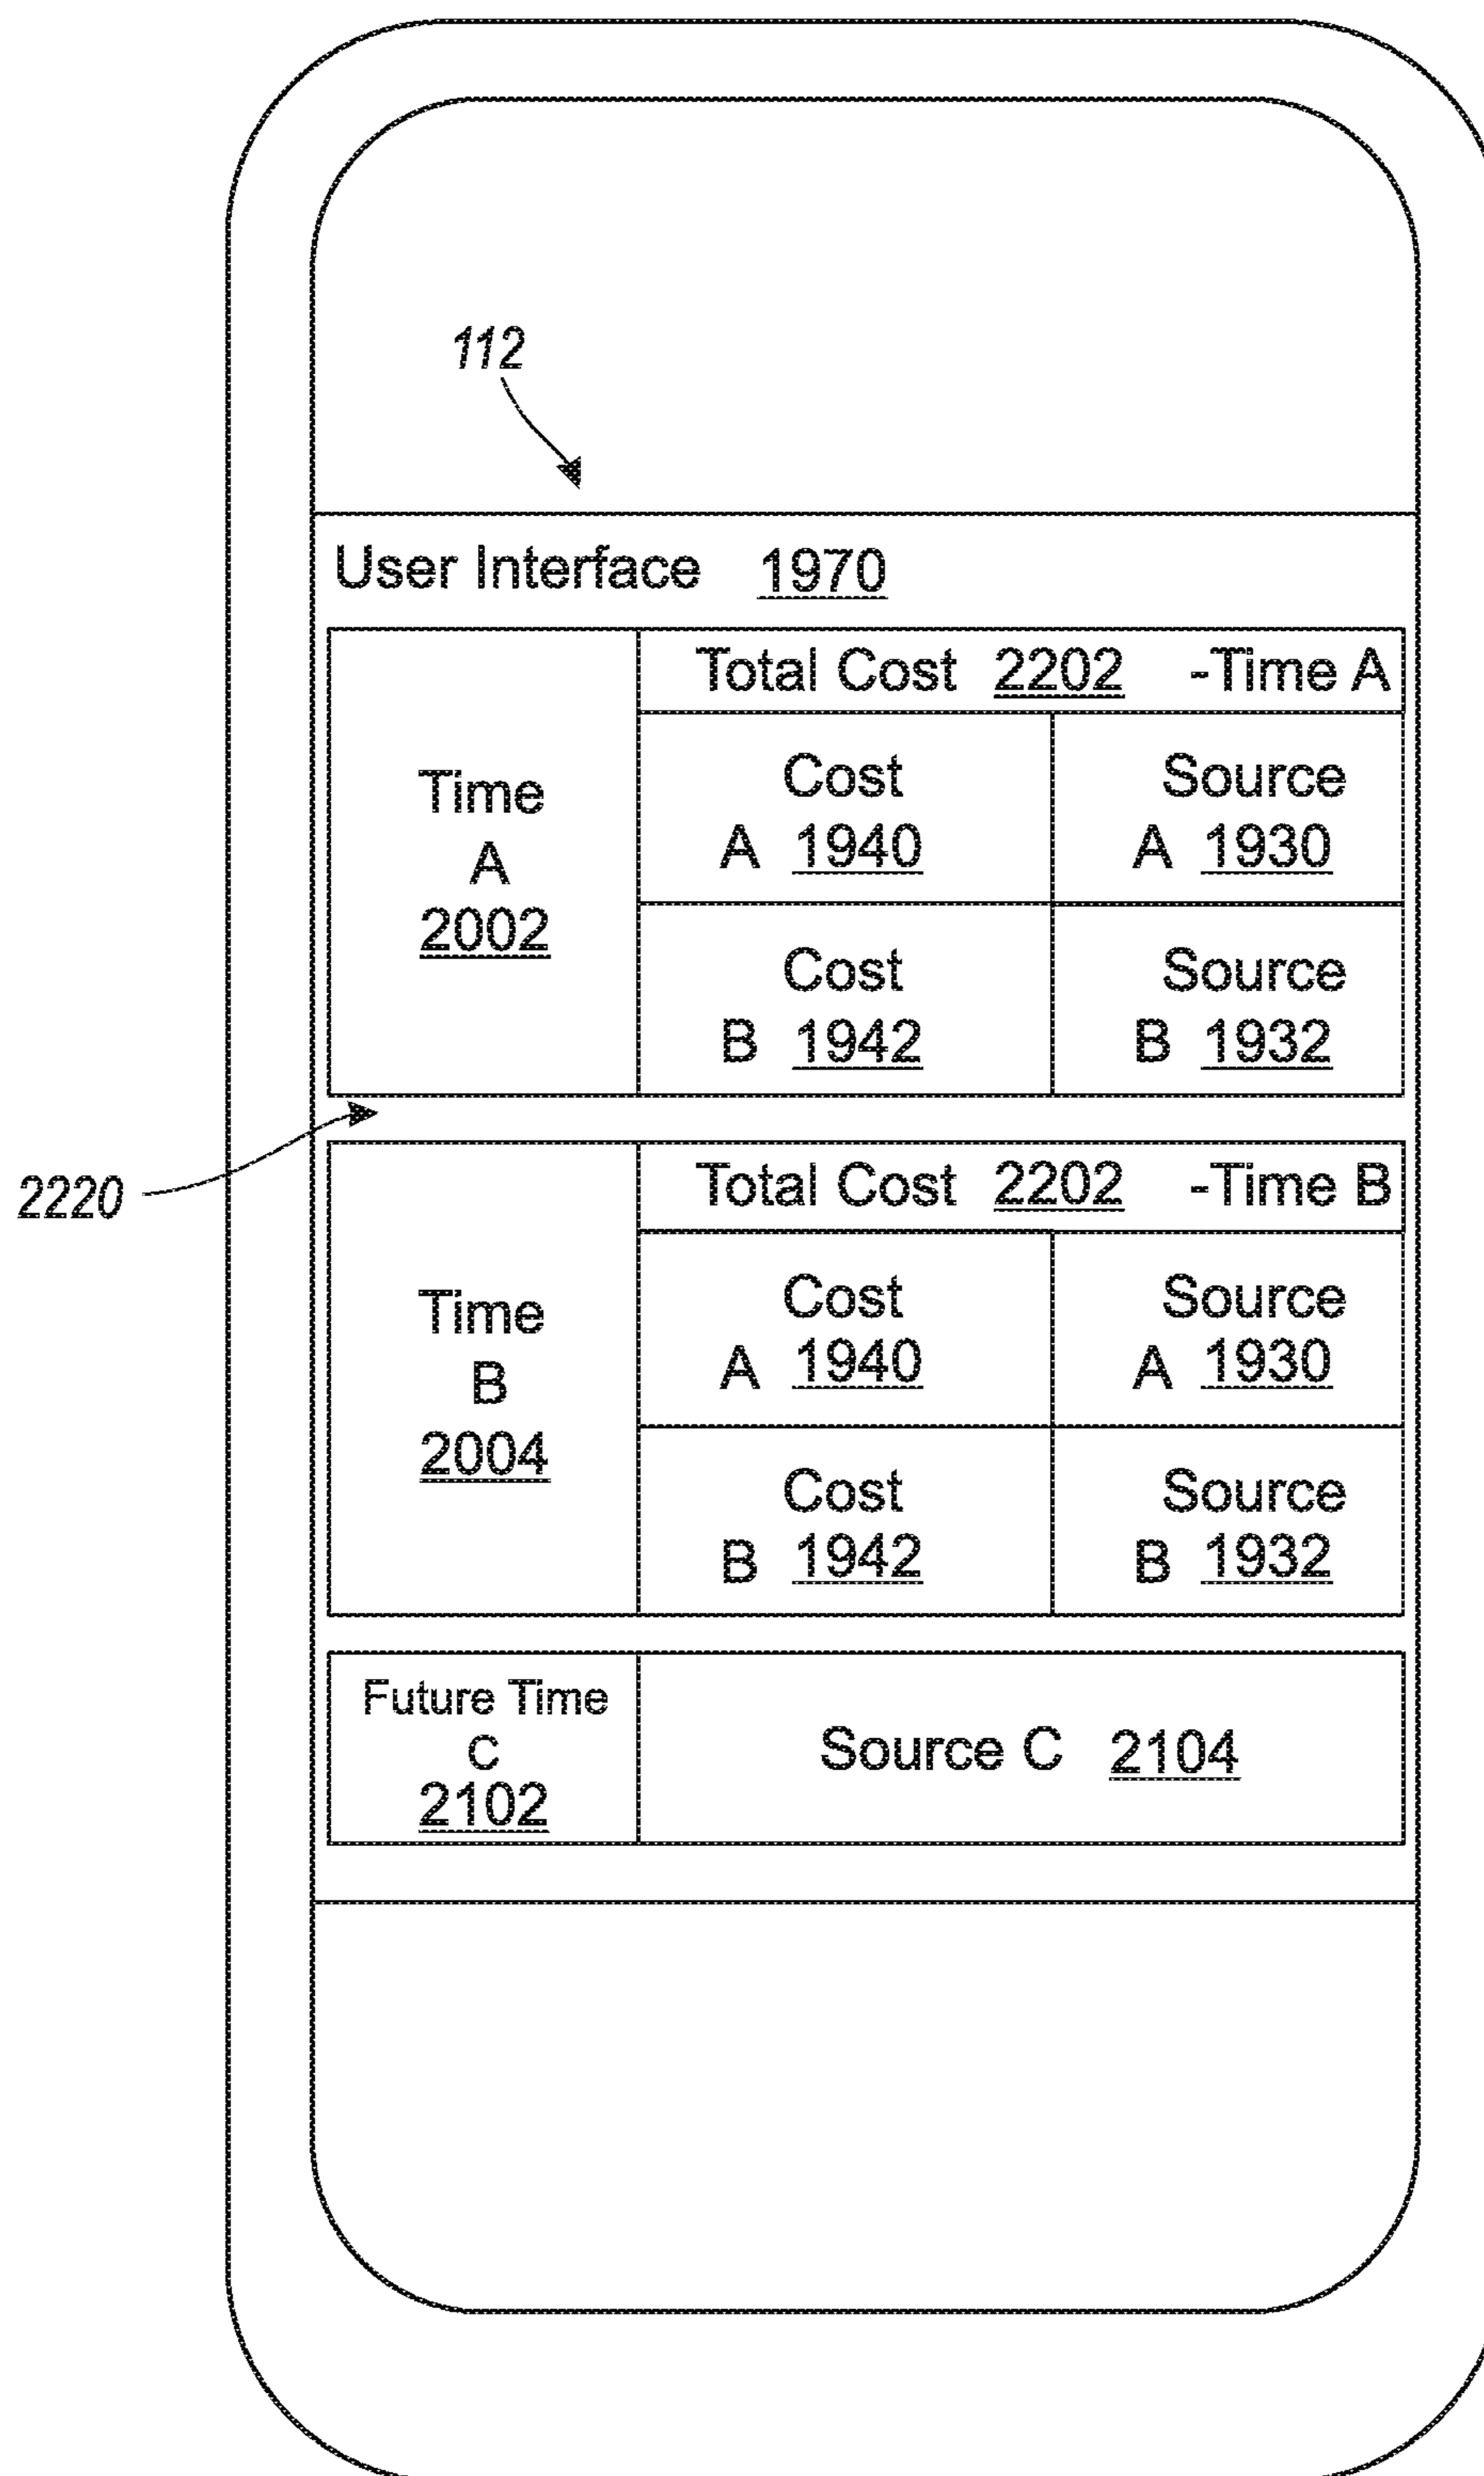 112
User Interface 1970
Total Cost 2202 -Time A
Time
A
2002
Cost
A 1940
Source
A 1930
Cost
B 1942
Source
B 1932
2220
Total Cost 2202 -Time B
Time
B
2004
Cost
A 1940
Source
A 1930
Cost
B 1942
Source
B 1932
Future Time
C
2102
Source C 2104